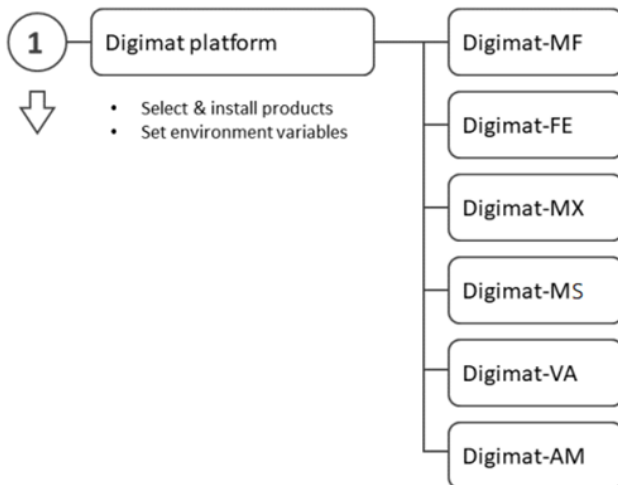 1
Digimat platform
• Select & install products
• Set environment variables
Digimat-MF
Digimat-FE
Digimat-MX
Digimat-MS
Digimat-VA
Digimat-AM